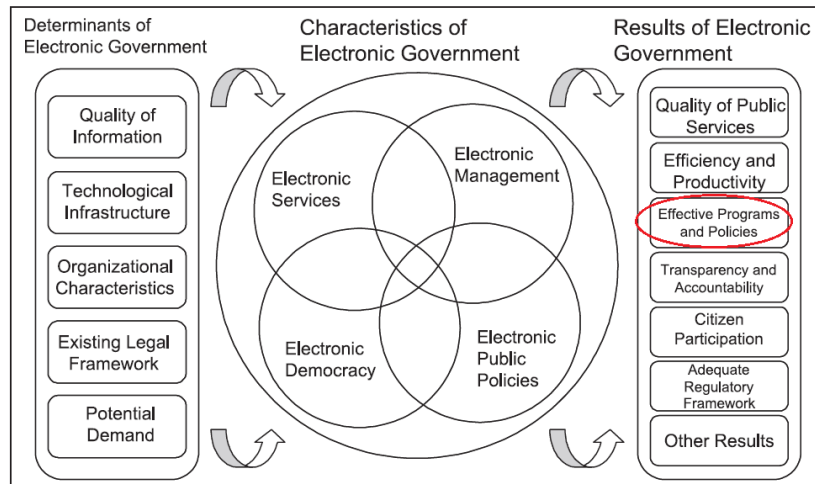 Determinants of
Electronic Government
Characteristics of
Electronic Government
Results of Electronic
Government
Quality of
Information
Technological
Infrastructure
Organizational
Characteristics
Existing Legal
Framework
Potential
Demand
Electronic
Services
Electronic
Management
Electronic
Democracy
Electronic
Public
Policies
Quality of Public
Services
Efficiency and
Productivity
Effective Programs
and Policies
Transparency and
Accountability
Citizen
Participation
Adequate
Regulatory
Framework
Other Results